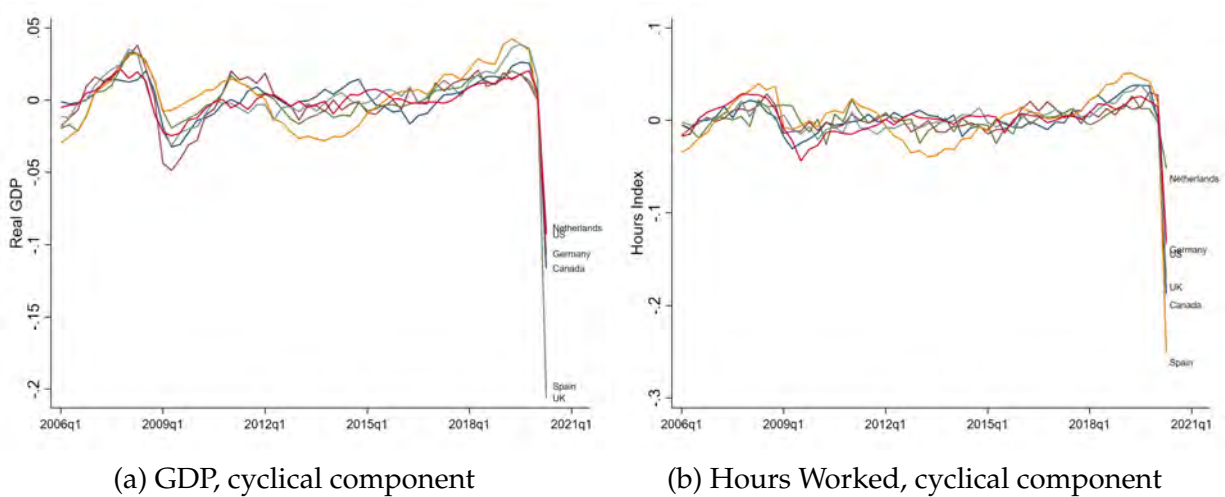 .05
0
-.05
-.1
-.15
-.2
Real GDP
2006q1 2009q1 2012q1 2015q1 2018q1 2021q1
Netherlands
US
Germany
Canada
Spain
UK
(a) GDP, cyclical component
.1
0
-.1
-.2
-.3
Hours Index
2006q1 2009q1 2012q1 2015q1 2018q1 2021q1
Netherlands
Germany
US
UK
Canada
Spain
(b) Hours Worked, cyclical component